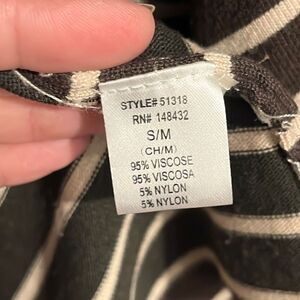 STYLE# 51318
RN# 148432
S/M
(CH/M)
95% VISCOSE
95% VISCOSA
5% NYLON
5% NYLON